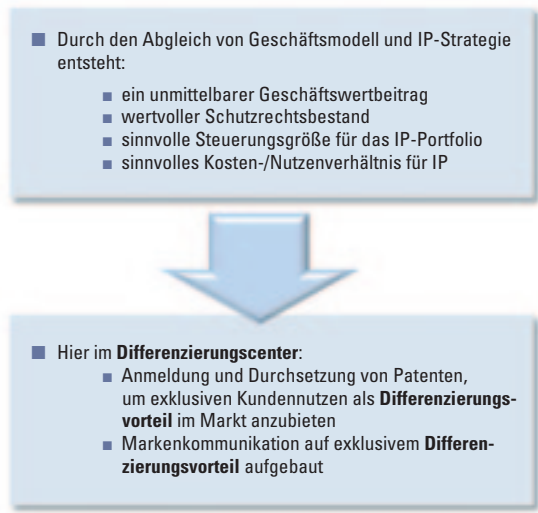 Durch den Abgleich von Geschäftsmodell und IP-Strategie
entsteht:
ein unmittelbarer Geschäftswertbeitrag
wertvoller Schutzrechtsbestand
sinnvolle Steuerungsgröße für das IP-Portfolio
sinnvolles Kosten-/Nutzenverhältnis für IP
Hier im Differenzierungscenter:
Anmeldung und Durchsetzung von Patenten,
um exklusiven Kundennutzen als Differenzierungs-
vorteil im Markt anzubieten
Markenkommunikation auf exklusivem Differen-
zierungsvorteil aufgebaut